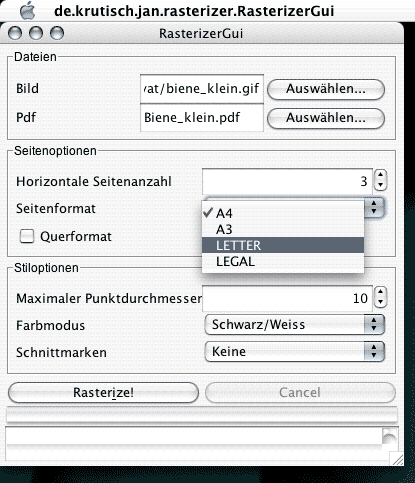 de.krutisch.jan.rasterizer.RasterizerGui
RasterizerGui
Dateien
Bild vat/biene_klein.gif Auswählen...
Pdf Biene_klein.pdf Auswählen...
Seitenoptionen
Horizontale Seitenanzahl 3
Seitenformat
✓ A4
A3
LETTER
LEGAL
Querformat
Stiloptionen
Maximaler Punktdurchmesser 10
Farbmodus Schwarz/Weiss
Schnittmarken Keine
Rasterize! Cancel